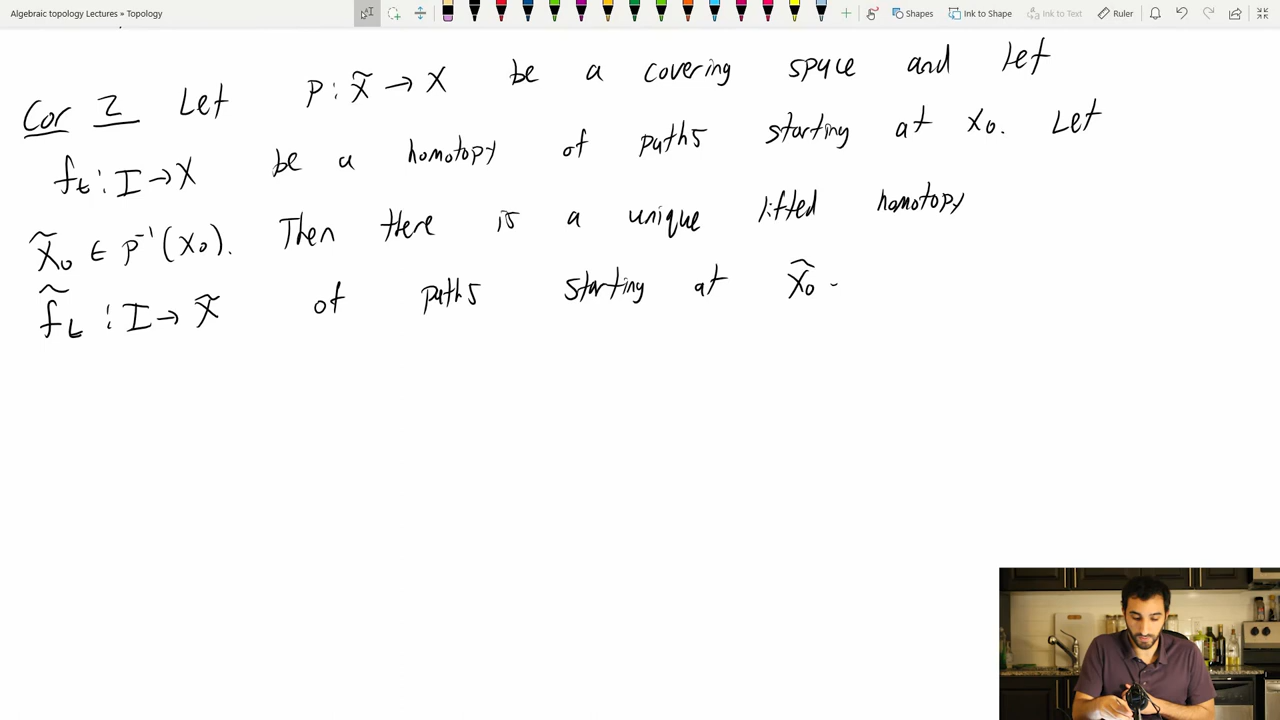 Algebraic topology Lectures » Topology
Shapes
Ink to Shape
Ink to Text
Ruler
Cor 2 Let p : X̃ → X be a covering space and let
f_t : I → X be a homotopy of paths starting at x₀. Let
x̃₀ ∈ p⁻¹(x₀). Then there is a unique lifted homotopy
f̃_t : I → X̃ of paths starting at x̃₀.